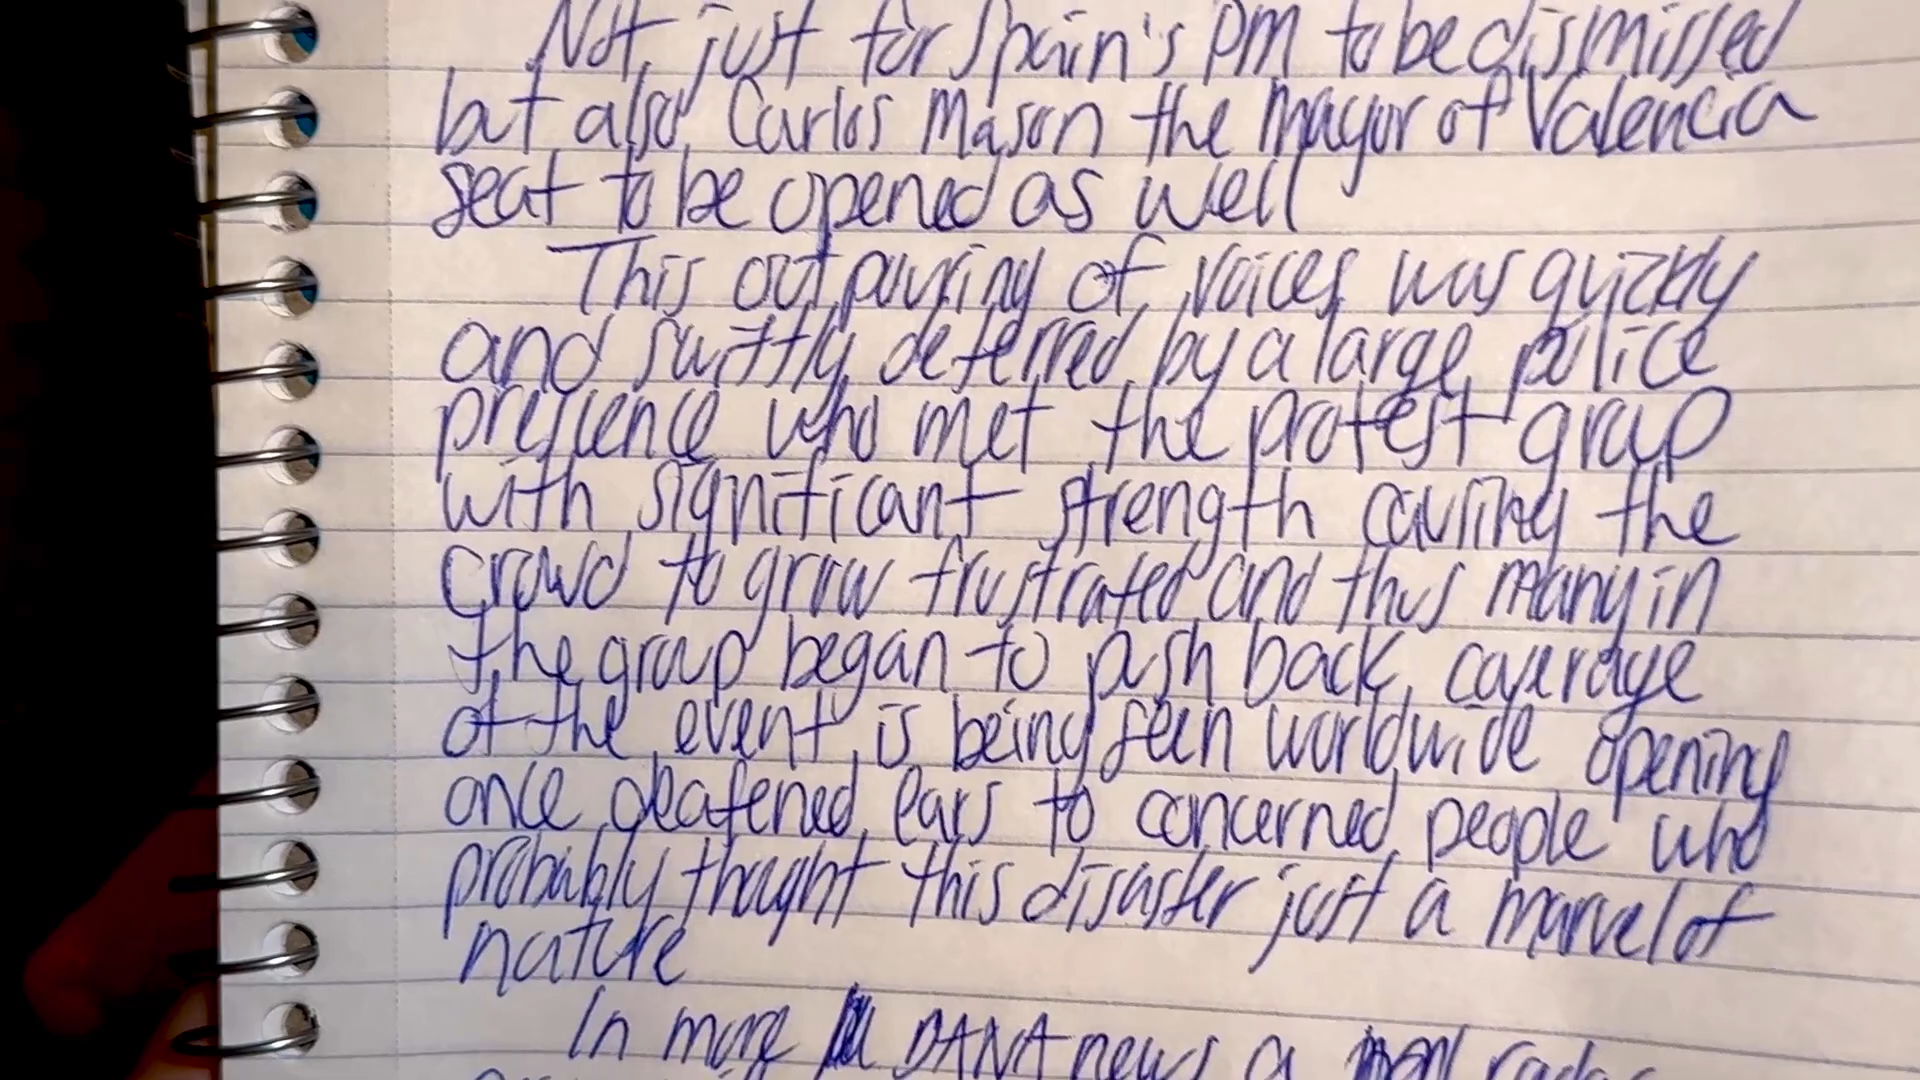 Not just for Spain's PM to be dismissed
but also Carlos Mason the mayor of Valencia
seat to be opened as well
This outpouring of voices was quickly
and swiftly deferred by a large police
prescence who met the protest group
with significant strength causing the
crowd to grow frustrated and thus many in
the group began to push back, coverage
of the event is being seen worldwide opening
once deafened ears to concerned people who
probably thought this disaster just a marvel of
nature
In more DANA news a